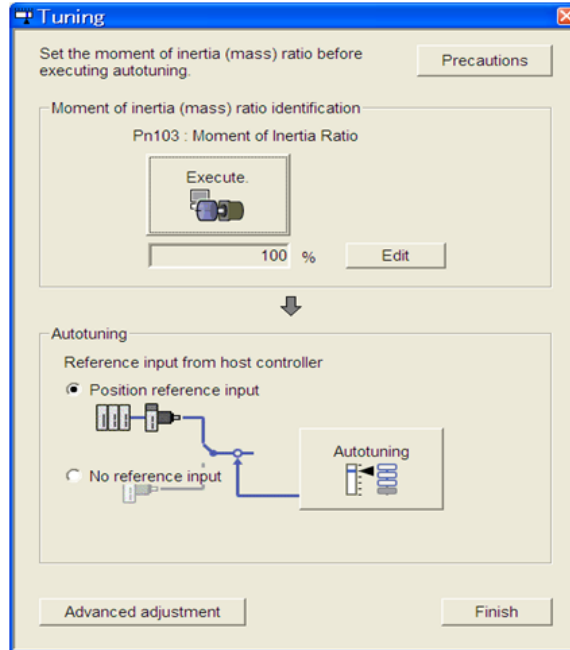 Tuning
Set the moment of inertia (mass) ratio before
executing autotuning.
Precautions
Moment of inertia (mass) ratio identification
Pn103 : Moment of Inertia Ratio
Execute.
100 %
Edit
Autotuning
Reference input from host controller
Position reference input
Autotuning
No reference input
Advanced adjustment
Finish